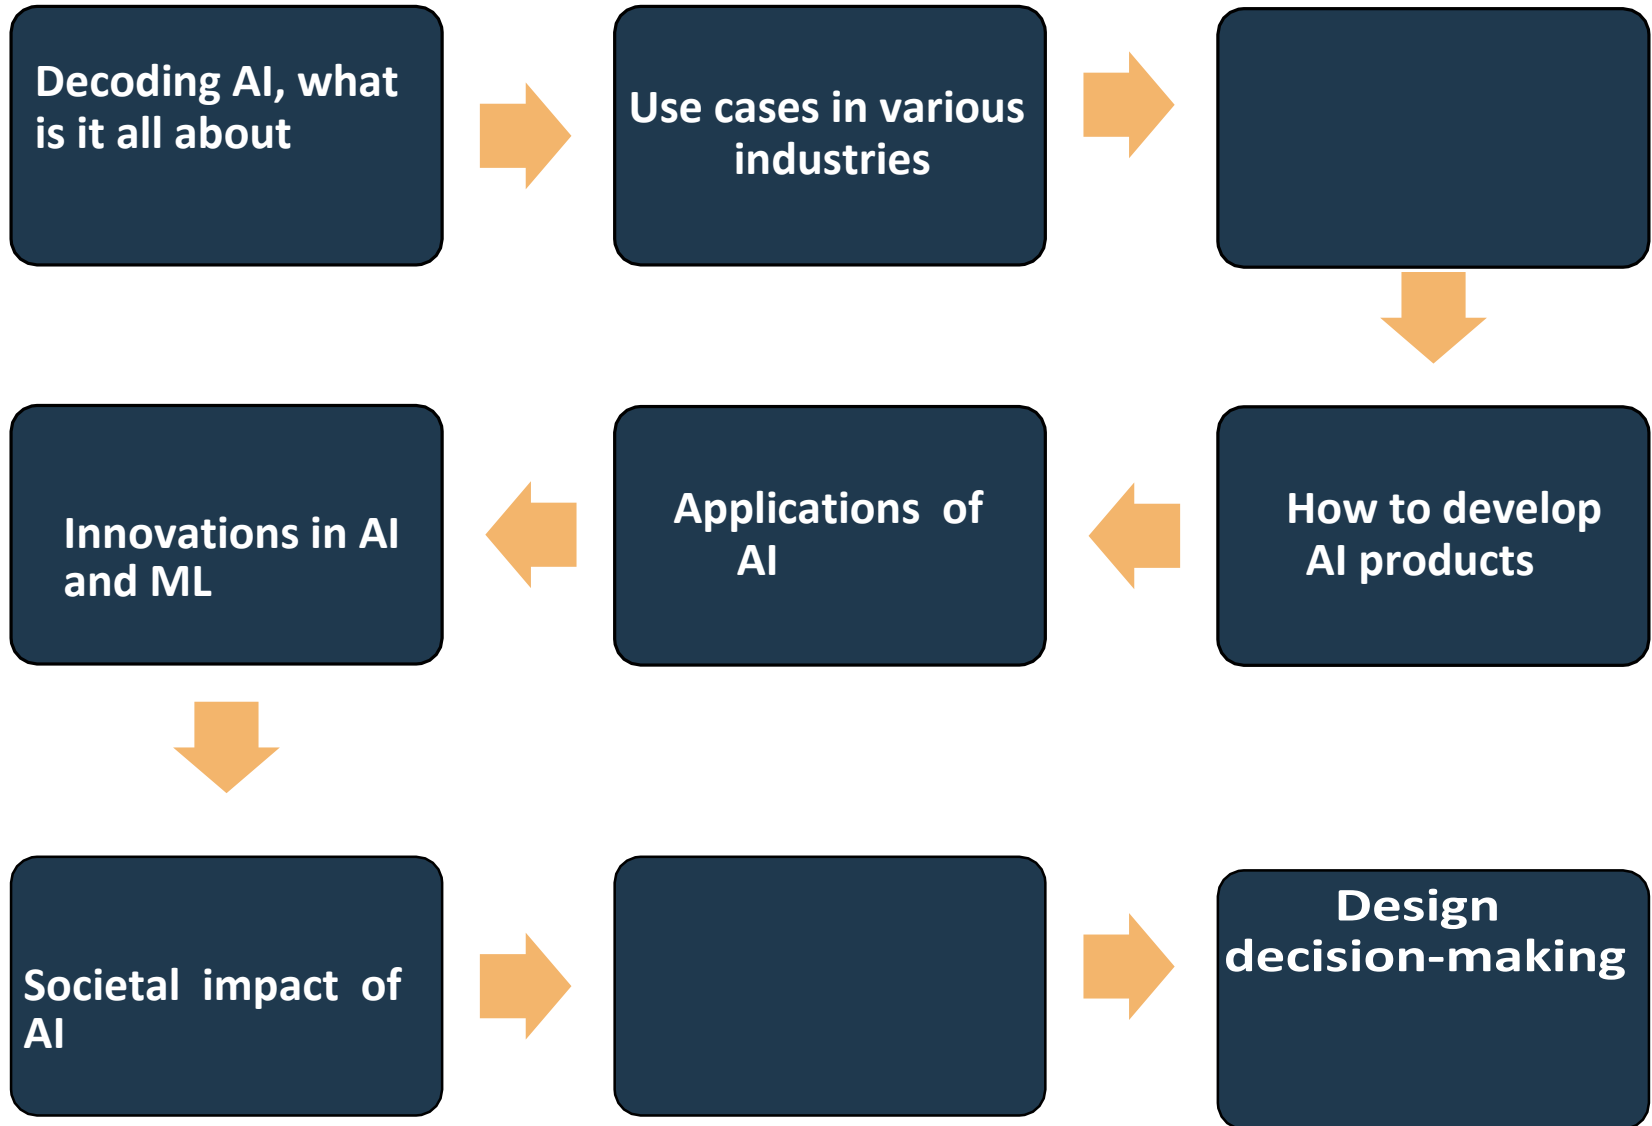 Decoding AI, what
is it all about
Use cases in various
industries
How to develop
AI products
Applications of
AI
Innovations in AI
and ML
Societal impact of
AI
Design
decision-making